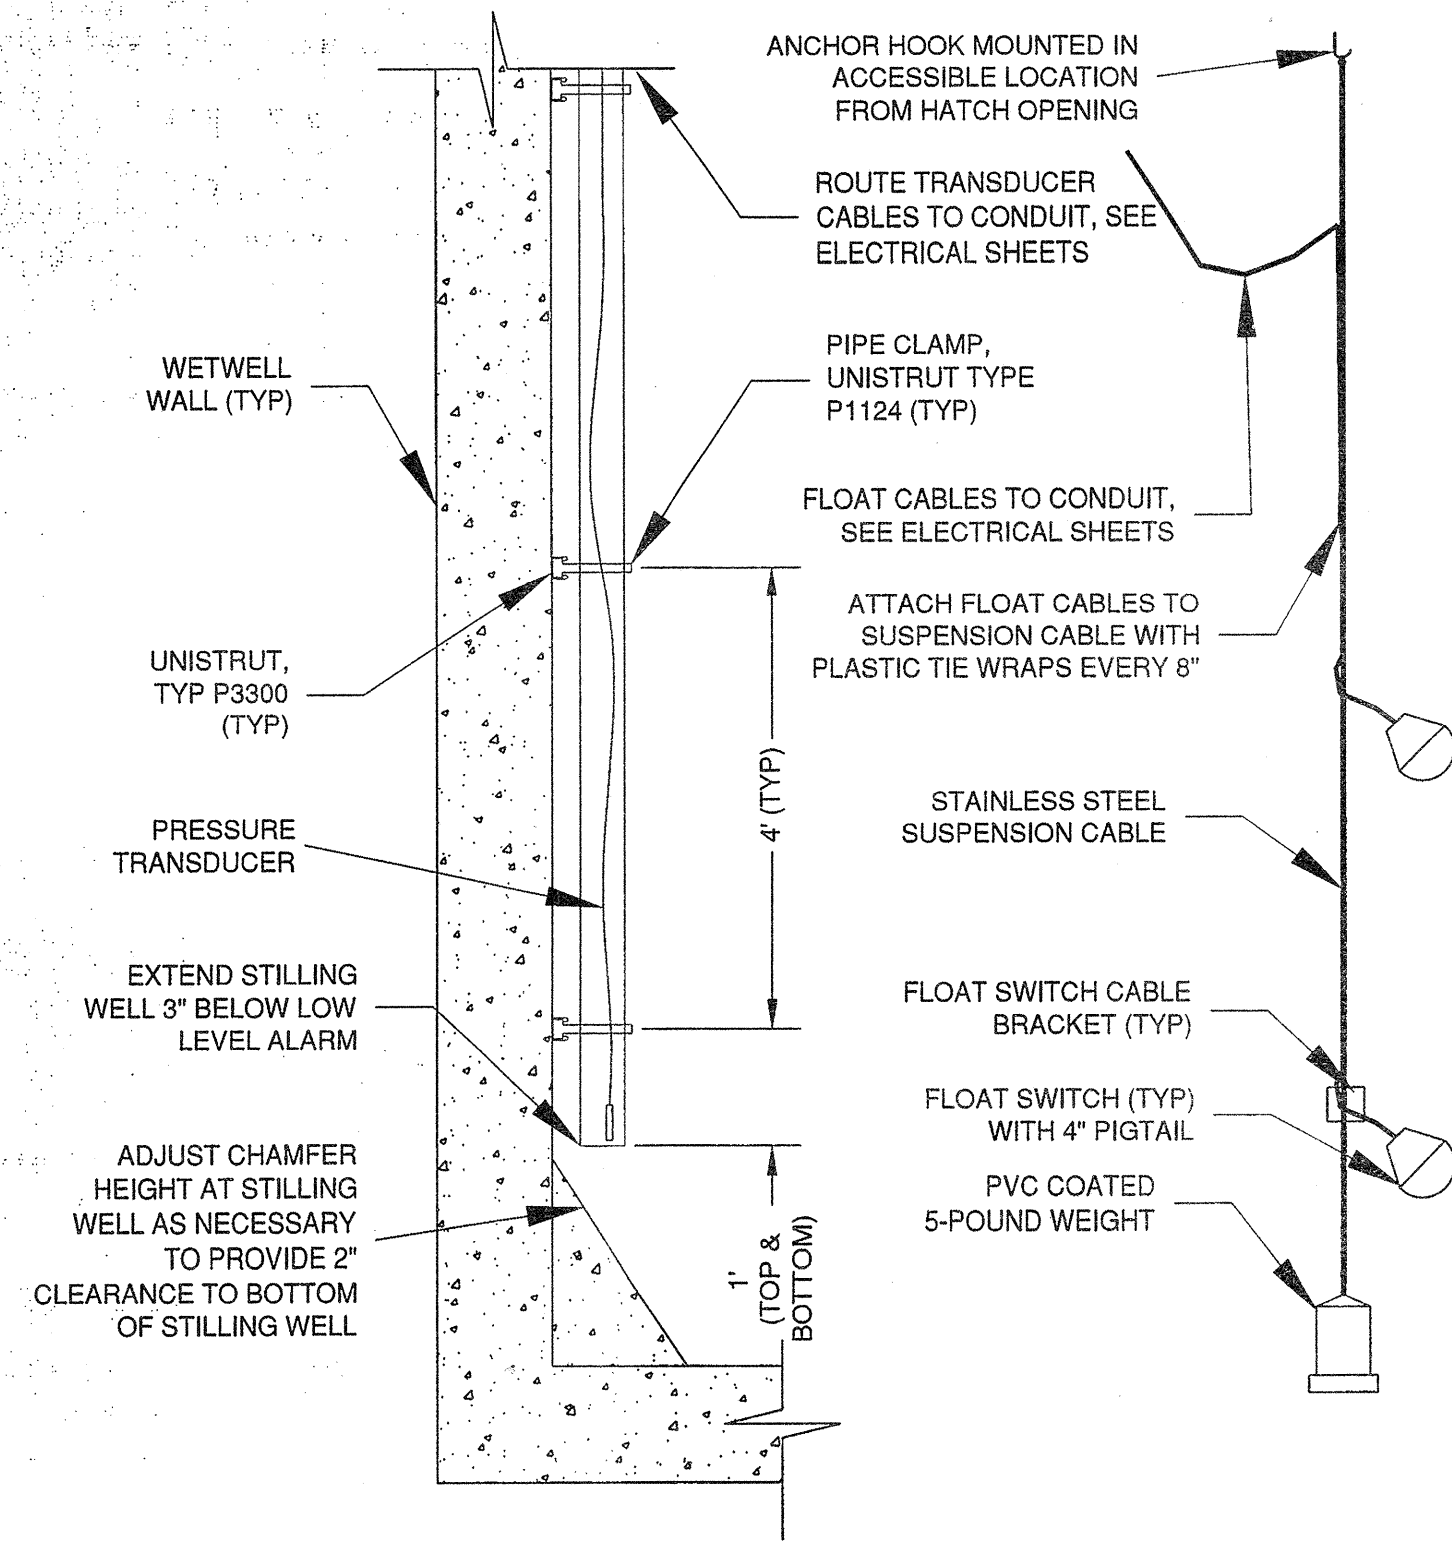 ANCHOR HOOK MOUNTED IN
ACCESSIBLE LOCATION
FROM HATCH OPENING
ROUTE TRANSDUCER
CABLES TO CONDUIT, SEE
ELECTRICAL SHEETS
WETWELL
WALL (TYP)
PIPE CLAMP,
UNISTRUT TYPE
P1124 (TYP)
FLOAT CABLES TO CONDUIT,
SEE ELECTRICAL SHEETS
ATTACH FLOAT CABLES TO
SUSPENSION CABLE WITH
PLASTIC TIE WRAPS EVERY 8"
UNISTRUT,
TYP P3300
(TYP)
4' (TYP)
PRESSURE
TRANSDUCER
STAINLESS STEEL
SUSPENSION CABLE
EXTEND STILLING
WELL 3" BELOW LOW
LEVEL ALARM
FLOAT SWITCH CABLE
BRACKET (TYP)
FLOAT SWITCH (TYP)
WITH 4" PIGTAIL
ADJUST CHAMFER
HEIGHT AT STILLING
WELL AS NECESSARY
TO PROVIDE 2"
CLEARANCE TO BOTTOM
OF STILLING WELL
PVC COATED
5-POUND WEIGHT
1'
(TOP &
BOTTOM)